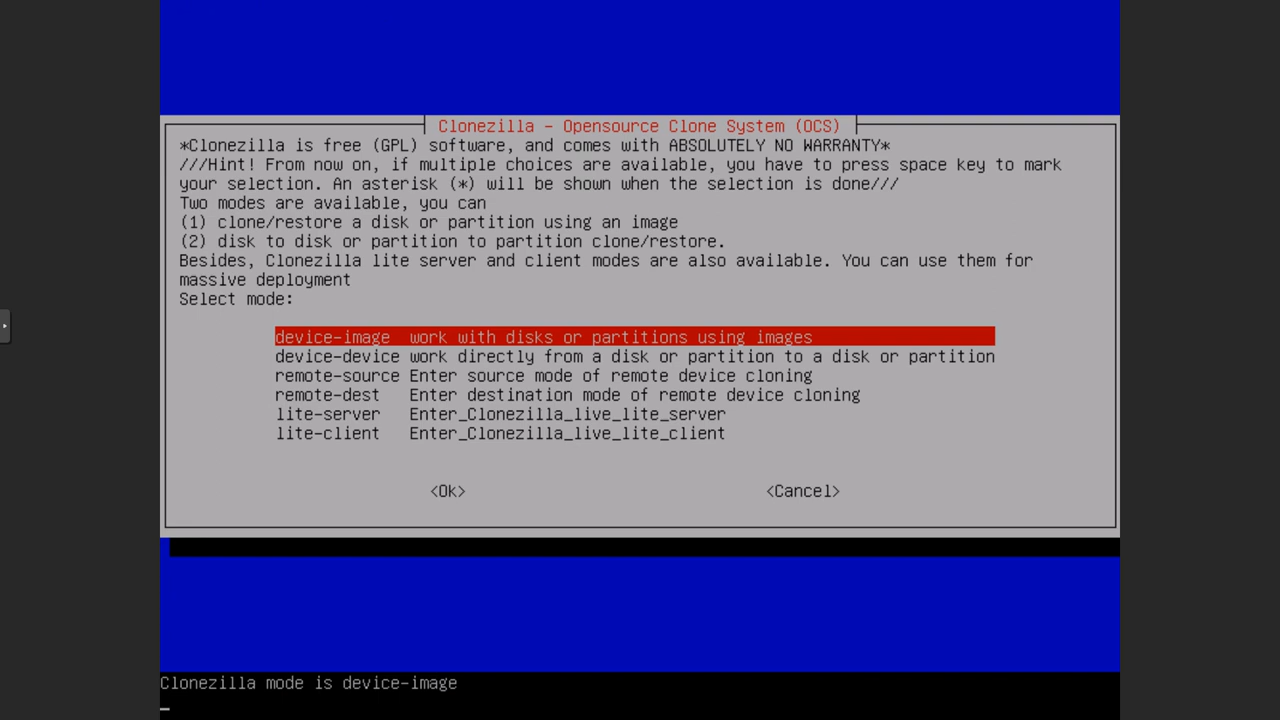 Clonezilla - Opensource Clone System (OCS)
*Clonezilla is free (GPL) software, and comes with ABSOLUTELY NO WARRANTY*
///Hint! From now on, if multiple choices are available, you have to press space key to mark
your selection. An asterisk (*) will be shown when the selection is done///
Two modes are available, you can
(1) clone/restore a disk or partition using an image
(2) disk to disk or partition to partition clone/restore.
Besides, Clonezilla lite server and client modes are also available. You can use them for
massive deployment
Select mode:
device-image work with disks or partitions using images
device-device work directly from a disk or partition to a disk or partition
remote-source Enter source mode of remote device cloning
remote-dest Enter destination mode of remote device cloning
lite-server Enter_Clonezilla_live_lite_server
lite-client Enter_Clonezilla_live_lite_client
<Ok> <Cancel>
Clonezilla mode is device-image